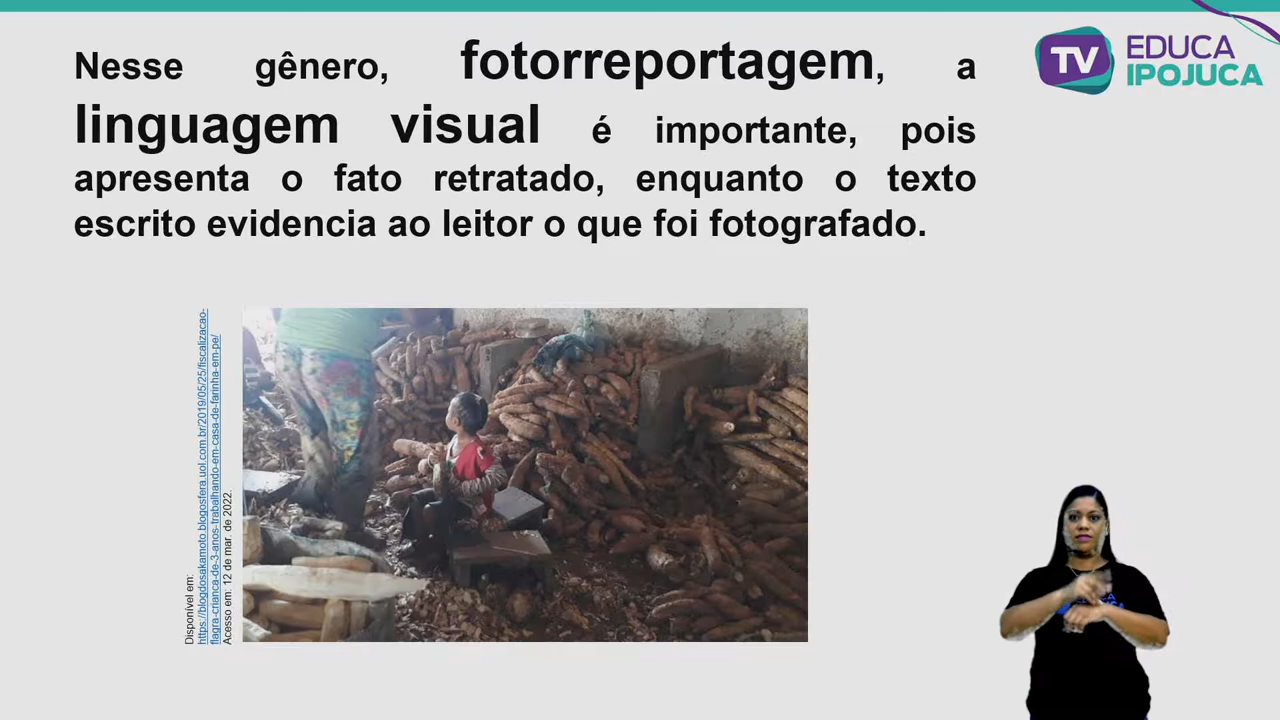 Nesse gênero, fotorreportagem, a
linguagem visual é importante, pois
apresenta o fato retratado, enquanto o texto
escrito evidencia ao leitor o que foi fotografado.
TV EDUCA
IPOJUCA
Disponível em:
https://blogdosakamoto.blogosfera.uol.com.br/2019/05/25/fiscalizacao-
flagra-crianca-de-3-anos-trabalhando-em-casa-de-farinha-em-pe/
Acesso em: 12 de mar. de 2022.